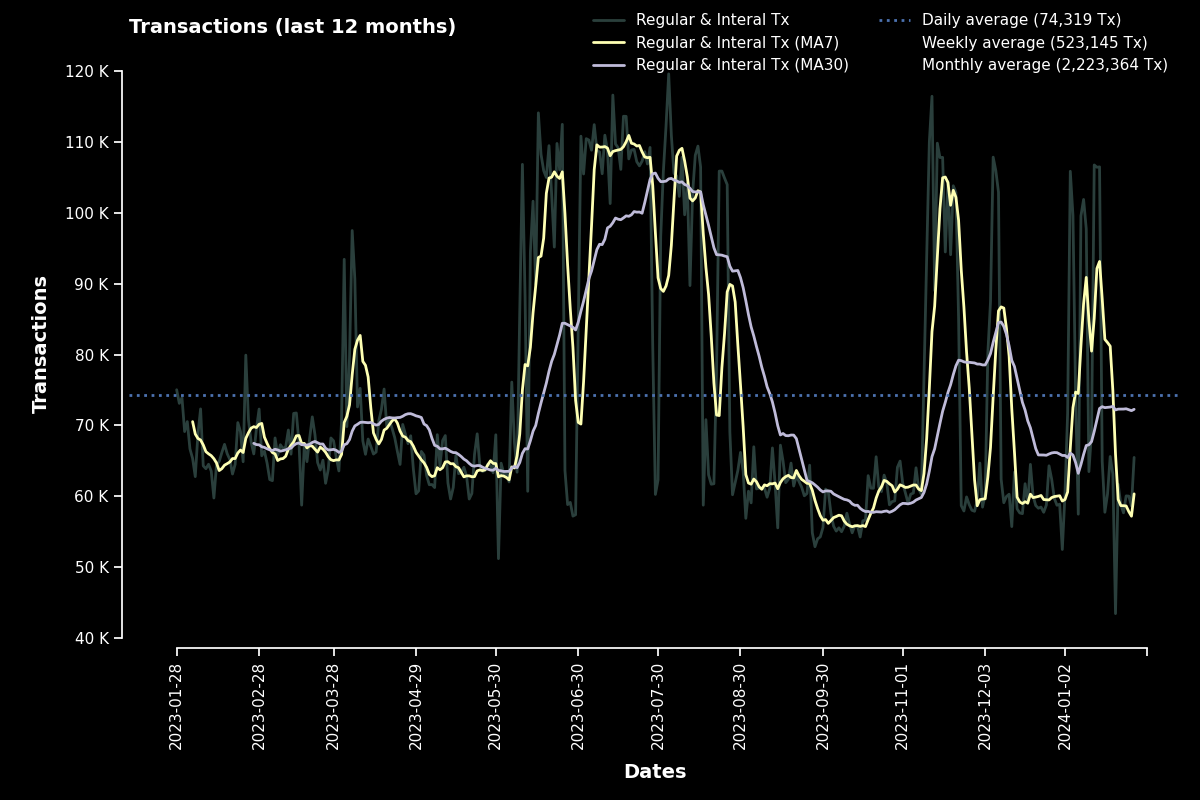 Transactions (last 12 months)
Regular & Interal Tx
Regular & Interal Tx (MA7)
Regular & Interal Tx (MA30)
Daily average (74,319 Tx)
Weekly average (523,145 Tx)
Monthly average (2,223,364 Tx)
Transactions
120 K
110 K
100 K
90 K
80 K
70 K
60 K
50 K
40 K
2023-01-28
2023-02-28
2023-03-28
2023-04-29
2023-05-30
2023-06-30
2023-07-30
2023-08-30
2023-09-30
2023-11-01
2023-12-03
2024-01-02
Dates